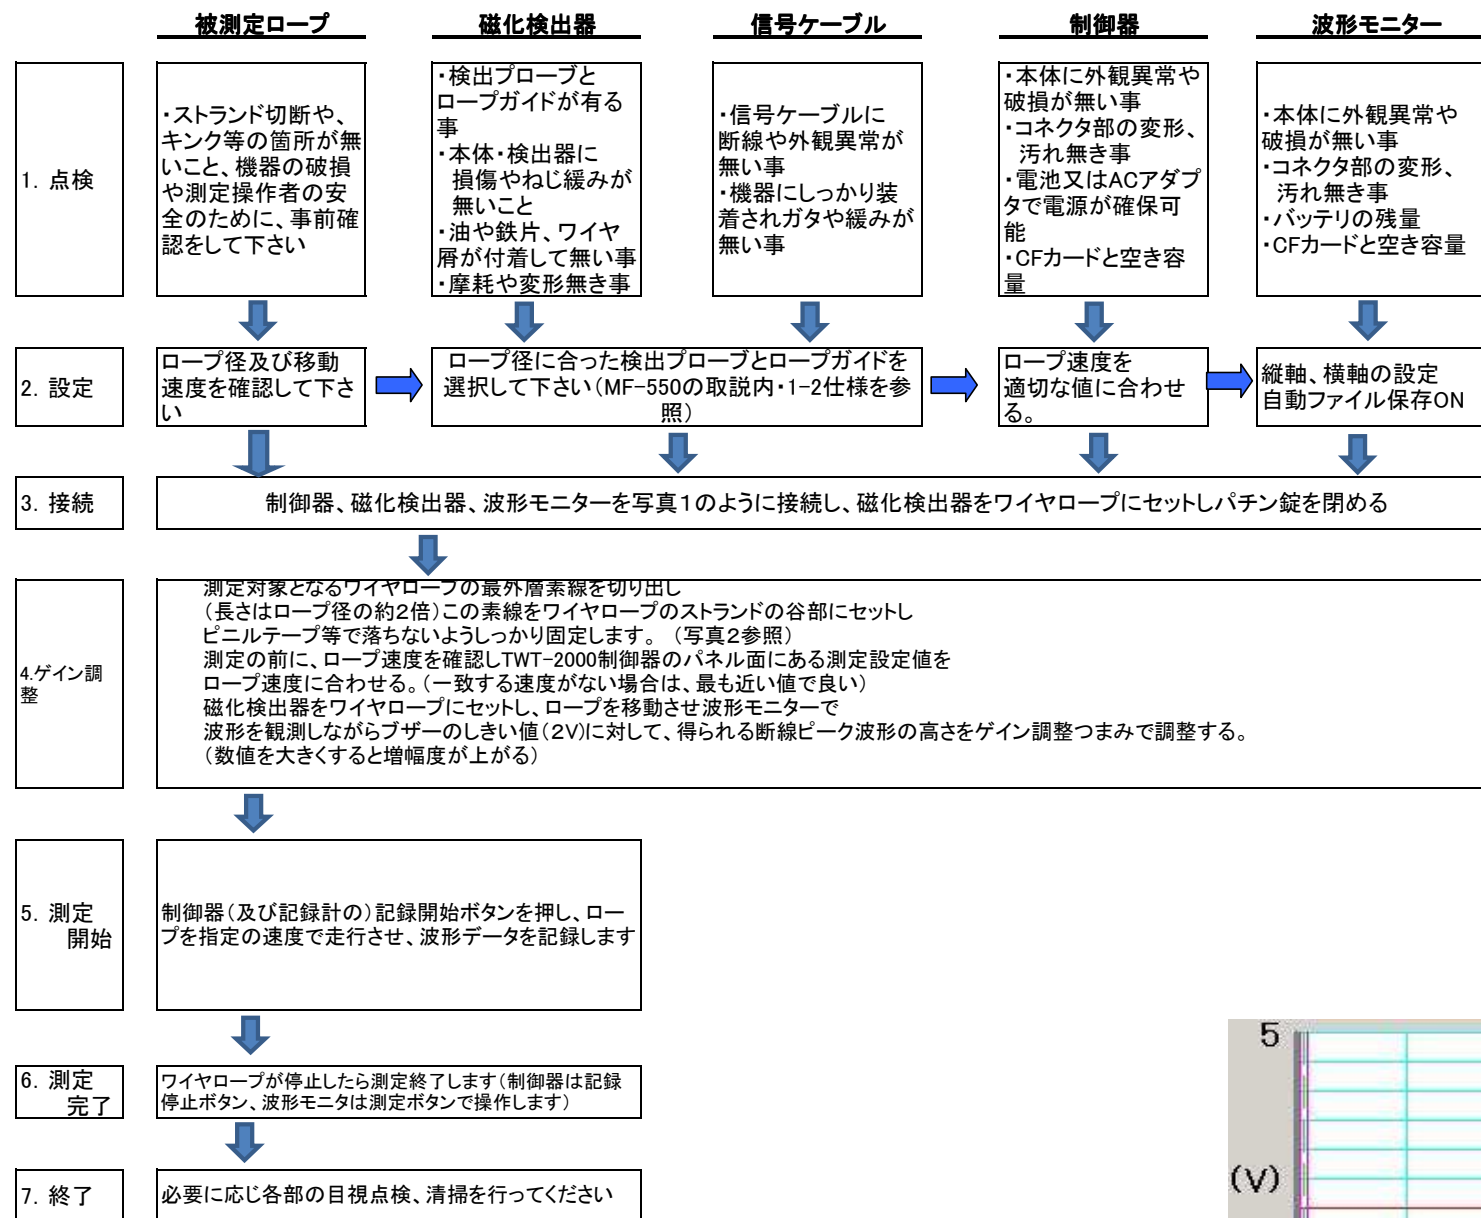 被測定ロープ
磁化検出器
信号ケーブル
制御器
波形モニター
1. 点検
・ストランド切断や、
キンク等の箇所が無
いこと、機器の破損
や測定操作者の安
全のために、事前確
認をして下さい
・検出プローブと
ロープガイドが有る
事
・本体・検出器に
損傷やねじ緩みが
無いこと
・油や鉄片、ワイヤ
屑が付着して無い事
・摩耗や変形無き事
・信号ケーブルに
断線や外観異常が
無い事
・機器にしっかり装
着されガタや緩みが
無い事
・本体に外観異常や
破損が無い事
・コネクタ部の変形、
汚れ無き事
・電池又はACアダプ
タで電源が確保可
能
・CFカードと空き容
量
・本体に外観異常や
破損が無い事
・コネクタ部の変形、
汚れ無き事
・バッテリの残量
・CFカードと空き容量
2. 設定
ロープ径及び移動
速度を確認して下さ
い
ロープ径に合った検出プローブとロープガイドを
選択して下さい(MF-550の取説内・1-2仕様を参
照)
ロープ速度を
適切な値に合わせ
る。
縦軸、横軸の設定
自動ファイル保存ON
3. 接続
制御器、磁化検出器、波形モニターを写真1のように接続し、磁化検出器をワイヤロープにセットしパチン錠を閉める
4.ゲイン調
整
測定対象となるワイヤロープの最外層素線を切り出し
(長さはロープ径の約2倍)この素線をワイヤロープのストランドの谷部にセットし
ビニルテープ等で落ちないようしっかり固定します。 (写真2参照)
測定の前に、ロープ速度を確認しTWT-2000制御器のパネル面にある測定設定値を
ロープ速度に合わせる。(一致する速度がない場合は、最も近い値で良い)
磁化検出器をワイヤロープにセットし、ロープを移動させ波形モニターで
波形を観測しながらブザーのしきい値(2V)に対して、得られる断線ピーク波形の高さをゲイン調整つまみで調整する。
(数値を大きくすると増幅度が上がる)
5. 測定
開始
制御器(及び記録計の)記録開始ボタンを押し、ロー
プを指定の速度で走行させ、波形データを記録します
6. 測定
完了
ワイヤロープが停止したら測定終了します(制御器は記録
停止ボタン、波形モニタは測定ボタンで操作します)
7. 終了
必要に応じ各部の目視点検、清掃を行ってください
5
(V)